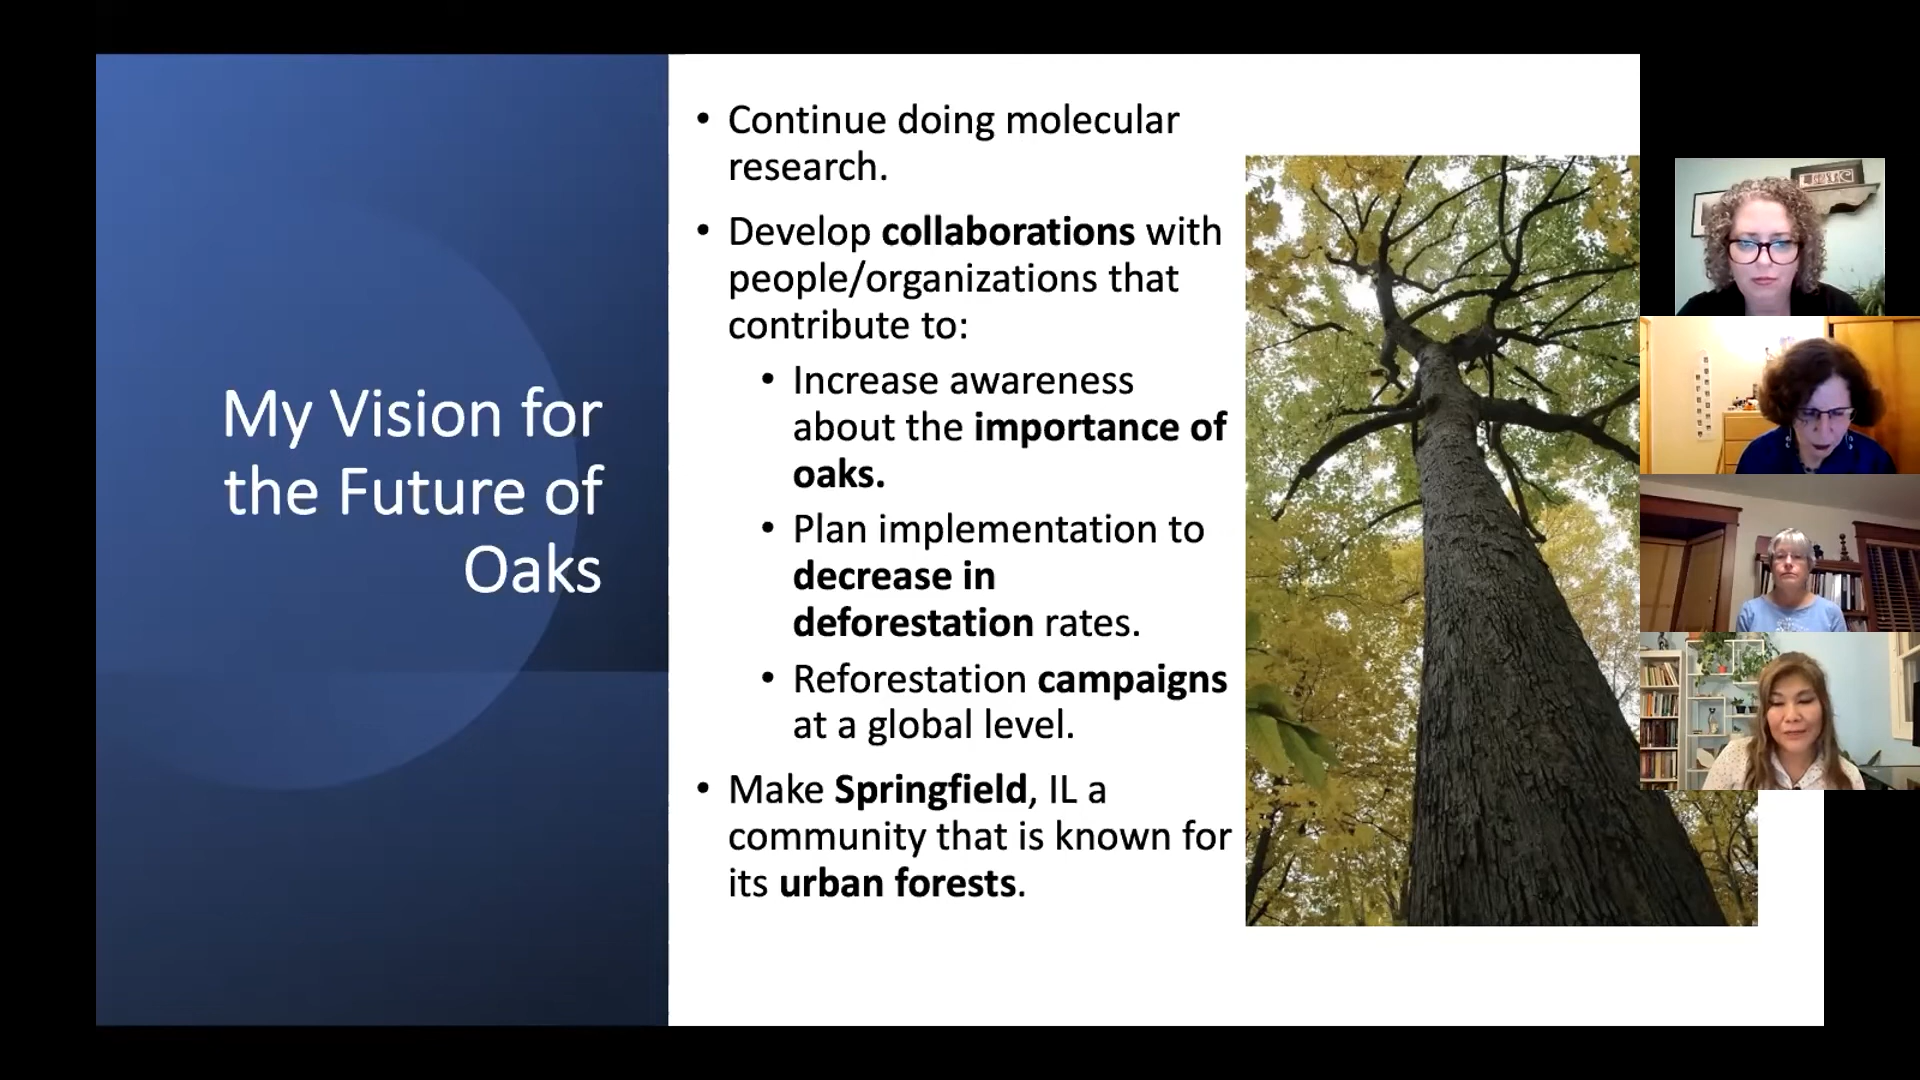 My Vision for
the Future of
Oaks
• Continue doing molecular
research.
• Develop collaborations with
people/organizations that
contribute to:
• Increase awareness
about the importance of
oaks.
• Plan implementation to
decrease in
deforestation rates.
• Reforestation campaigns
at a global level.
• Make Springfield, IL a
community that is known for
its urban forests.